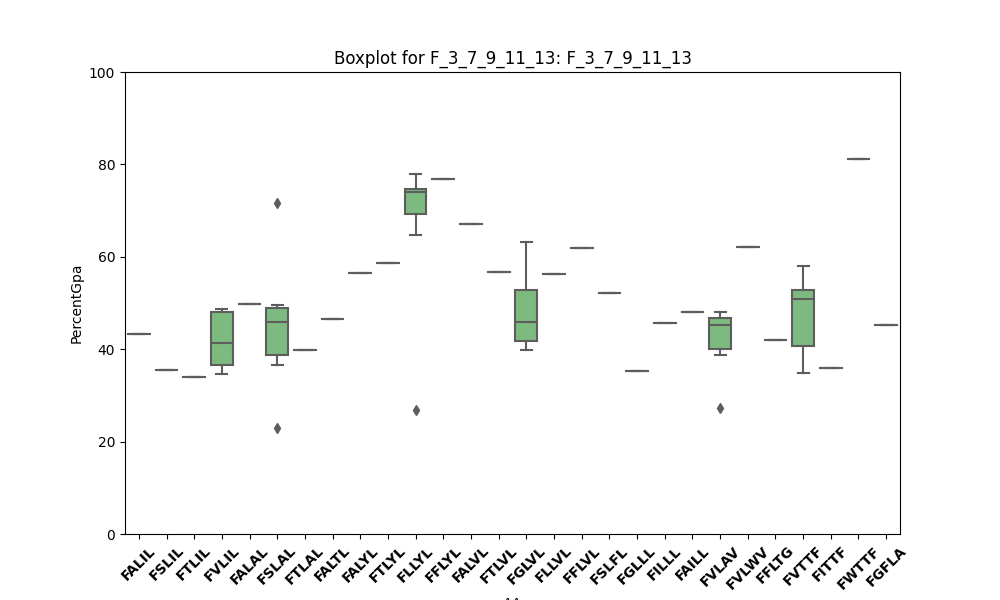 Boxplot for F_3_7_9_11_13: F_3_7_9_11_13
100
80
60
40
20
0
PercentGpa
FALIL
FSLIL
FTLIL
FVLIL
FALAL
FSLAL
FTLAL
FALTL
FALYL
FTLYL
FLLYL
FFLYL
FALVL
FTLVL
FGLVL
FLLVL
FFLVL
FSLFL
FGLLL
FILLL
FAILL
FVLAV
FVLWV
FFLTG
FVTTF
FITTF
FWTTF
FGFLA